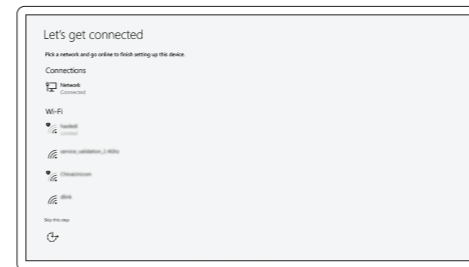 Let's get connected
Pick a network and go online to finish setting up this device.
Connections
Network
Connected
Wi-Fi
service_validation_2.4Ghz
ChinaUnicom
dlink
Skip this step